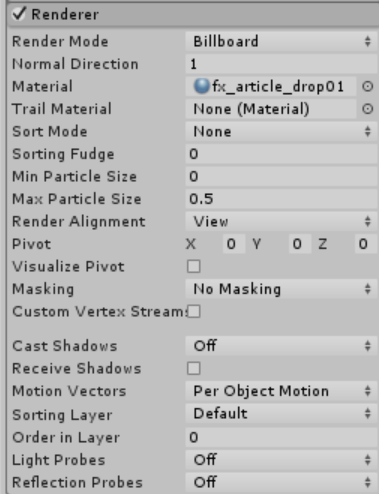 Renderer
Render Mode Billboard
Normal Direction 1
Material fx_article_drop01
Trail Material None (Material)
Sort Mode None
Sorting Fudge 0
Min Particle Size 0
Max Particle Size 0.5
Render Alignment View
Pivot X 0 Y 0 Z 0
Visualize Pivot
Masking No Masking
Custom Vertex Streams
Cast Shadows Off
Receive Shadows
Motion Vectors Per Object Motion
Sorting Layer Default
Order in Layer 0
Light Probes Off
Reflection Probes Off